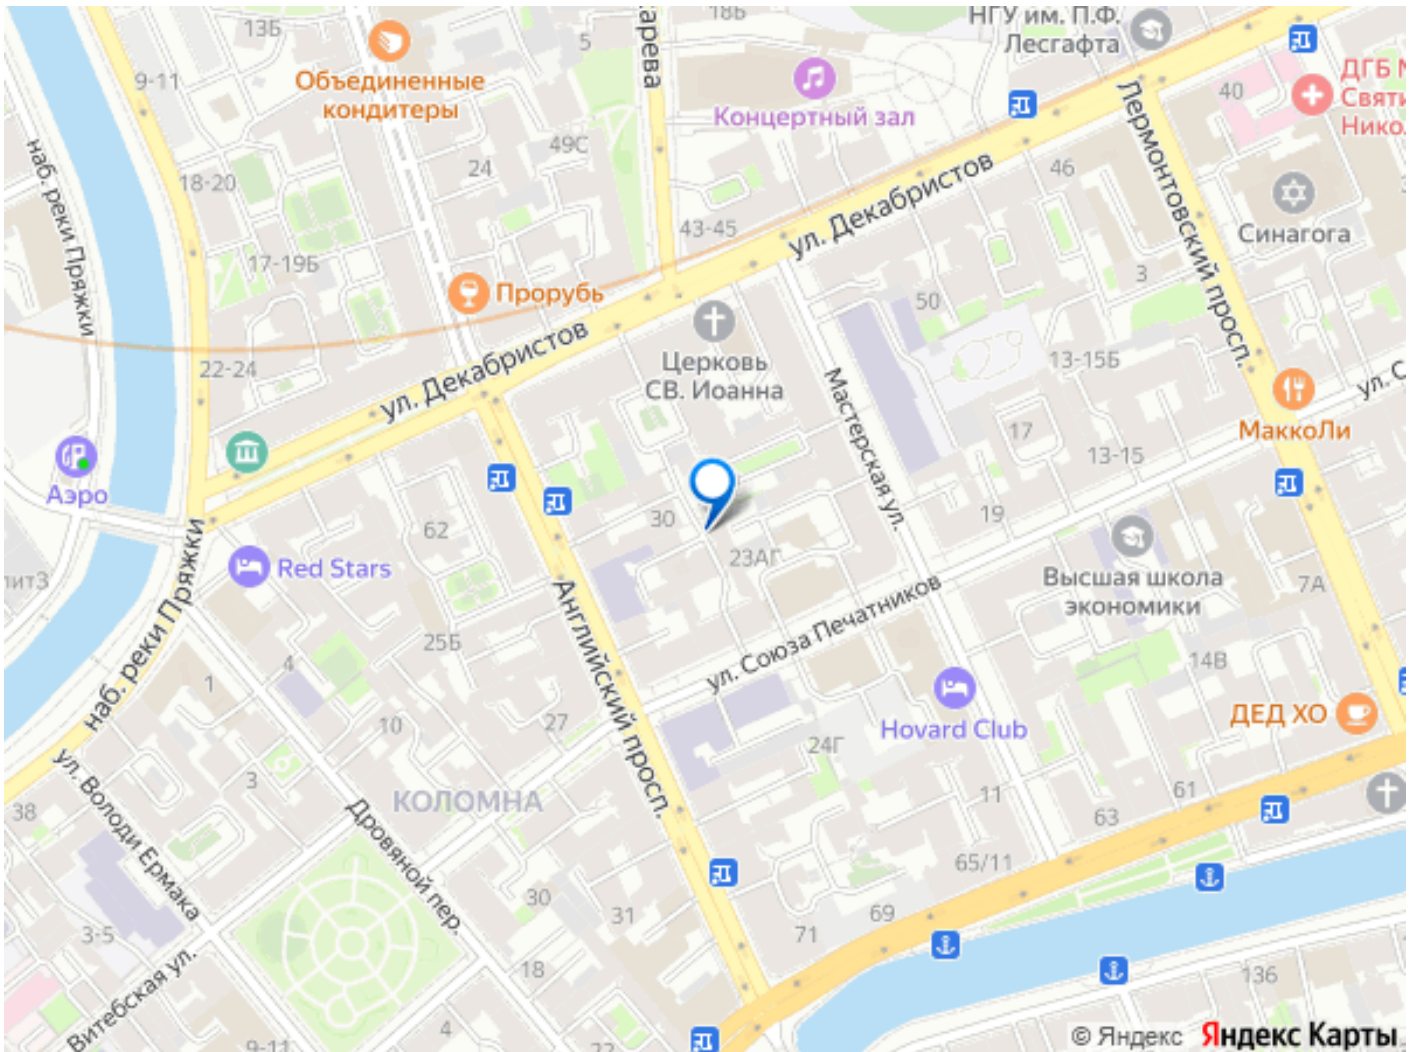 13Б
5
18Б
НГУ им. П.Ф.
Лесгафта
9-11
Объединенные
кондитеры
арева
Концертный зал
Лермонтовский просп.
40
ДГБ
Святи
Нико
наб. реки Пряжки
18-20
24
49С
43-45
ул. Декабристов
46
Синагога
17-19Б
Прорубь
3
50
22-24
ул. Декабристов
Церковь
СВ. Иоанна
Мастерская ул.
13-15Б
ул. С
МаккоЛи
17
13-15
Аэро
62
30
23АГ
19
Red Stars
лит3
Высшая школа
экономики
7А
наб. реки Пряжки
Английский просп.
ул. Союза Печатников
25Б
4
1
14В
10
27
24Г
Hovard Club
ДЕД ХО
ул. Володи Ермака
3
КОЛОМНА
11
61
38
Дровяной пер.
63
65/11
30
31
69
71
3-5
Витебская ул.
18
136
4
9-11
22
© Яндекс Яндекс Карты